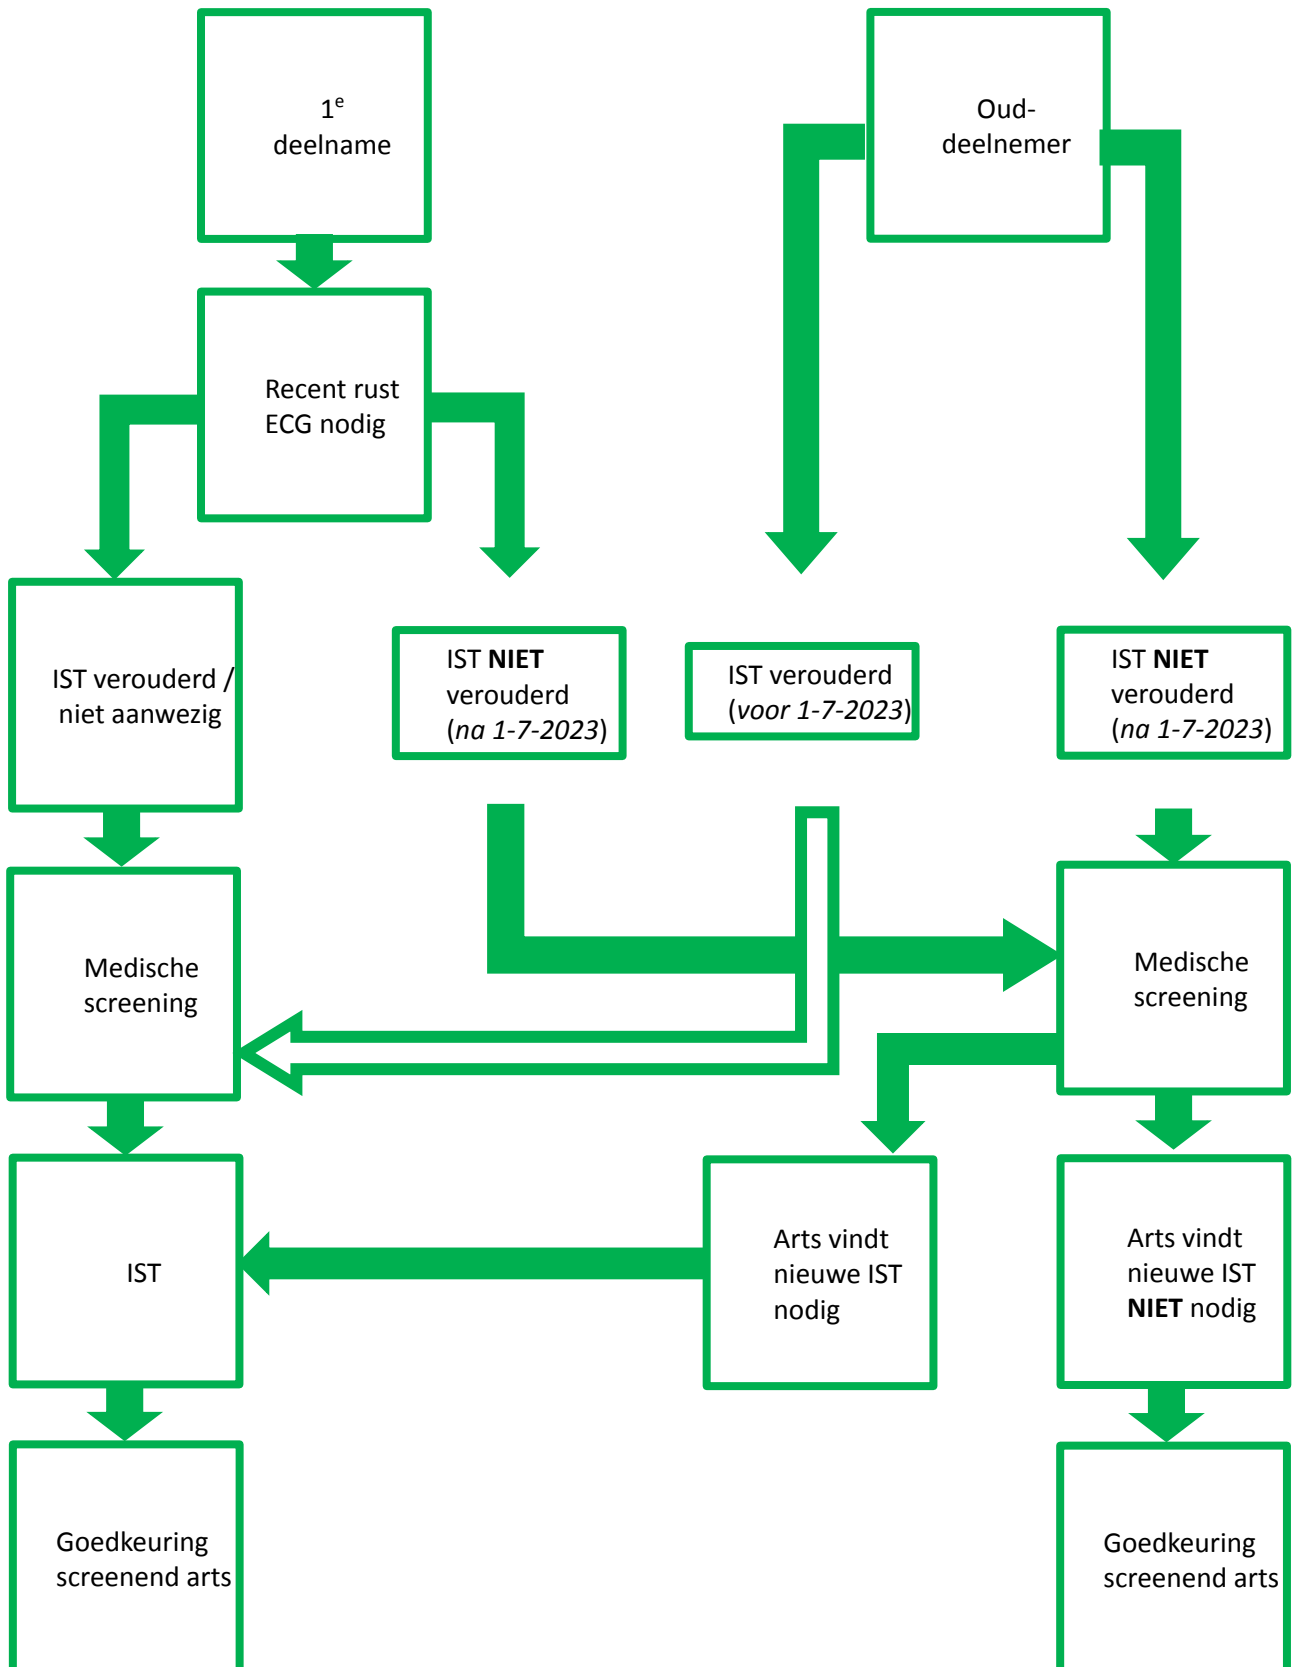 1e
deelname
Oud-
deelnemer
Recent rust
ECG nodig
IST verouderd /
niet aanwezig
IST NIET
verouderd
(na 1-7-2023)
IST verouderd
(voor 1-7-2023)
IST NIET
verouderd
(na 1-7-2023)
Medische
screening
Medische
screening
IST
Arts vindt
nieuwe IST
nodig
Arts vindt
nieuwe IST
NIET nodig
Goedkeuring
screenend arts
Goedkeuring
screenend arts